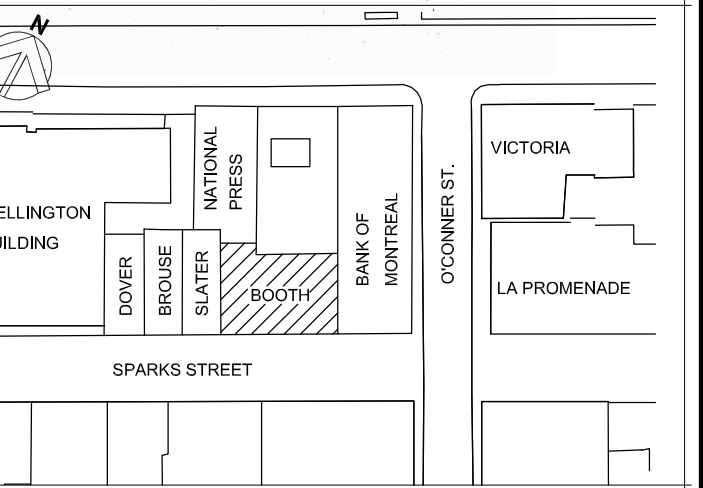 N
NATIONAL
PRESS
VICTORIA
ELLINGTON
UILDING
DOVER
BROUSE
SLATER
BOOTH
BANK OF
MONTREAL
O'CONNER ST.
LA PROMENADE
SPARKS STREET